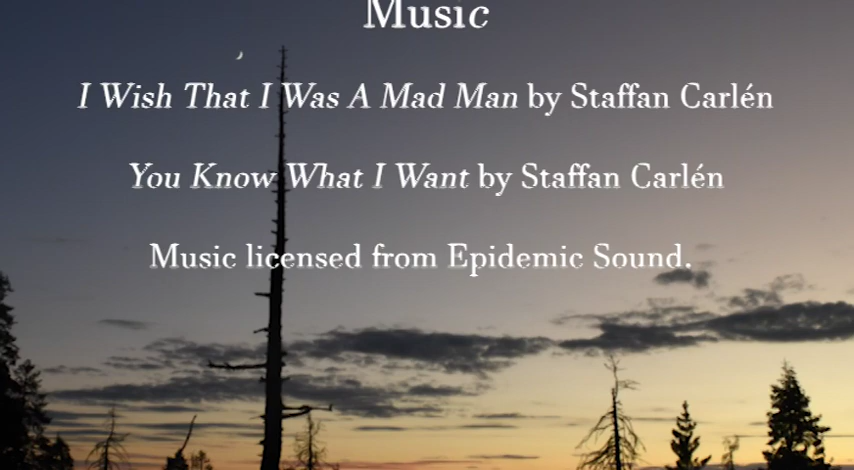 Music
I Wish That I Was A Mad Man by Staffan Carlén
You Know What I Want by Staffan Carlén
Music licensed from Epidemic Sound.